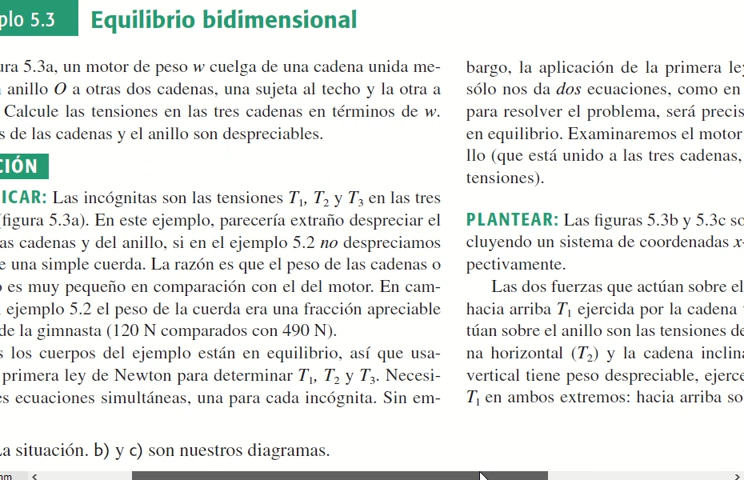 plo 5.3 Equilibrio bidimensional
ura 5.3a, un motor de peso w cuelga de una cadena unida me-
anillo O a otras dos cadenas, una sujeta al techo y la otra a
Calcule las tensiones en las tres cadenas en términos de w.
s de las cadenas y el anillo son despreciables.
CIÓN
ICAR: Las incógnitas son las tensiones T₁, T₂ y T₃ en las tres
(figura 5.3a). En este ejemplo, parecería extraño despreciar el
as cadenas y del anillo, si en el ejemplo 5.2 no despreciamos
e una simple cuerda. La razón es que el peso de las cadenas o
o es muy pequeño en comparación con el del motor. En cam-
ejemplo 5.2 el peso de la cuerda era una fracción apreciable
de la gimnasta (120 N comparados con 490 N).
s los cuerpos del ejemplo están en equilibrio, así que usa-
primera ley de Newton para determinar T₁, T₂ y T₃. Necesi-
es ecuaciones simultáneas, una para cada incógnita. Sin em-
bargo, la aplicación de la primera ley
sólo nos da dos ecuaciones, como en
para resolver el problema, será precis
en equilibrio. Examinaremos el motor
llo (que está unido a las tres cadenas,
tensiones).
PLANTEAR: Las figuras 5.3b y 5.3c so
cluyendo un sistema de coordenadas x-
pectivamente.
Las dos fuerzas que actúan sobre el
hacia arriba T₁ ejercida por la cadena
túan sobre el anillo son las tensiones de
na horizontal (T₂) y la cadena inclina
vertical tiene peso despreciable, ejerce
T₁ en ambos extremos: hacia arriba so
La situación. b) y c) son nuestros diagramas.
mm